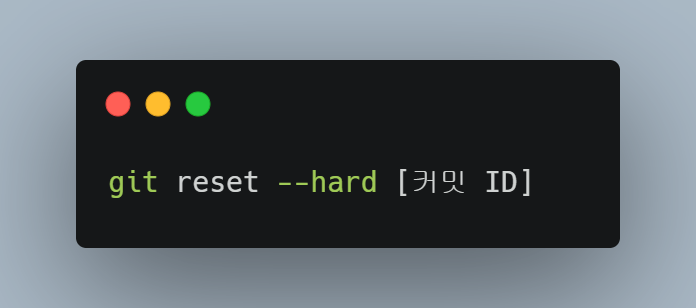 git reset --hard [커밋 ID]